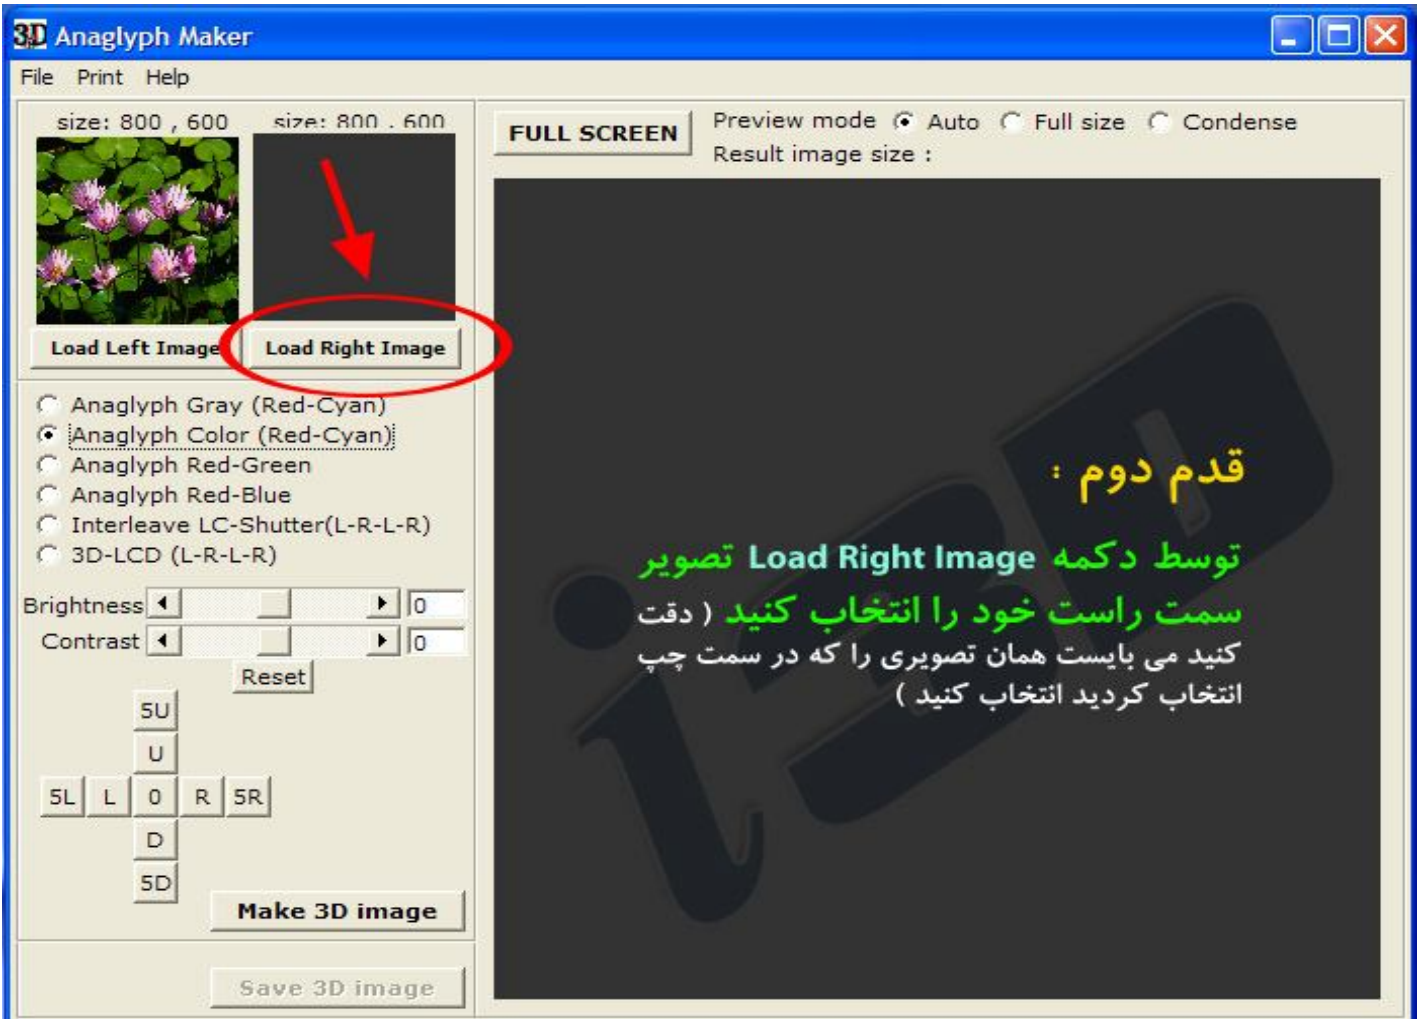 3D Anaglyph Maker
File Print Help
size: 800 , 600
size: 800 , 600
Load Left Image
Load Right Image
FULL SCREEN
Preview mode Auto Full size Condense
Result image size :
Anaglyph Gray (Red-Cyan)
Anaglyph Color (Red-Cyan)
Anaglyph Red-Green
Anaglyph Red-Blue
Interleave LC-Shutter(L-R-L-R)
3D-LCD (L-R-L-R)
Brightness 0
Contrast 0
Reset
5U
U
5L L 0 R 5R
D
5D
Make 3D image
Save 3D image
i3D
قدم دوم :
توسط دکمه Load Right Image تصویر
سمت راست خود را انتخاب کنید ( دقت
کنید می بایست همان تصویری را که در سمت چپ
انتخاب کردید انتخاب کنید )